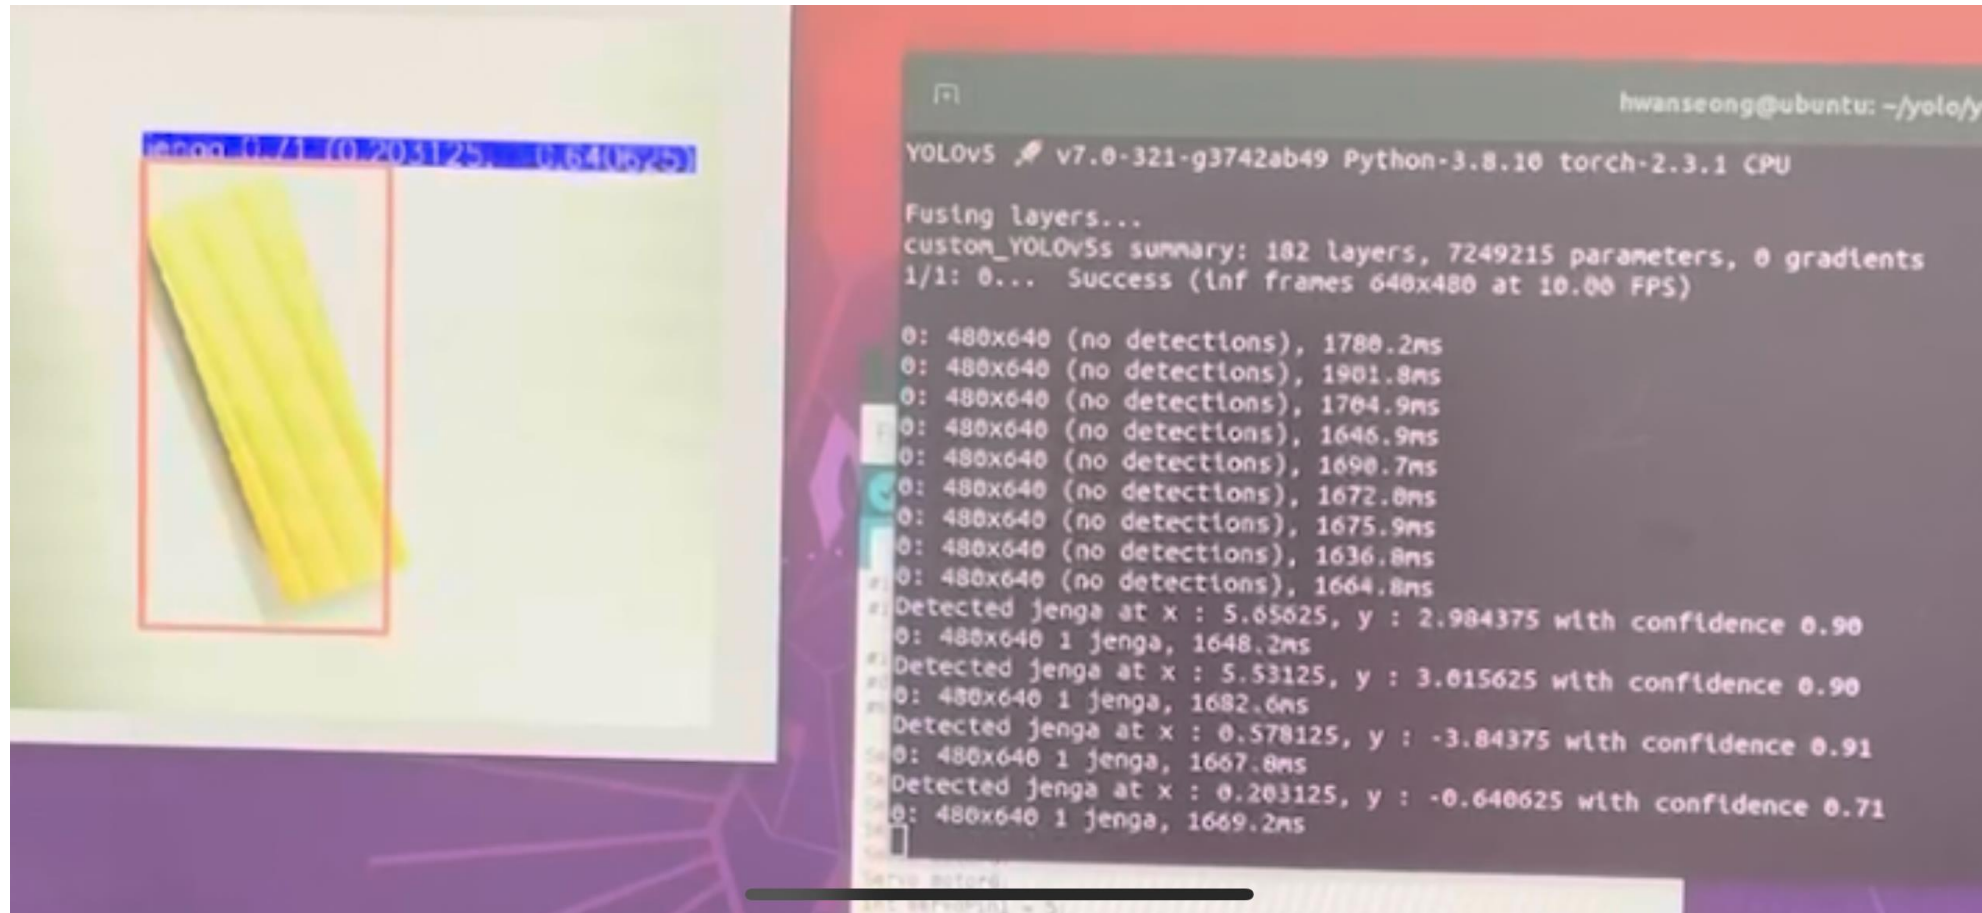 jenga 0.71 (0.203125, -0.640625)
hwanseong@ubuntu: ~/yolo/y
YOLOv5 🚀 v7.0-321-g3742ab49 Python-3.8.10 torch-2.3.1 CPU
Fusing layers...
custom_YOLOv5s summary: 182 layers, 7249215 parameters, 0 gradients
1/1: 0... Success (inf frames 640x480 at 10.00 FPS)
0: 480x640 (no detections), 1780.2ms
0: 480x640 (no detections), 1901.8ms
0: 480x640 (no detections), 1704.9ms
0: 480x640 (no detections), 1646.9ms
0: 480x640 (no detections), 1690.7ms
0: 480x640 (no detections), 1672.0ms
0: 480x640 (no detections), 1675.9ms
0: 480x640 (no detections), 1636.8ms
0: 480x640 (no detections), 1664.8ms
Detected jenga at x : 5.65625, y : 2.984375 with confidence 0.90
0: 480x640 1 jenga, 1648.2ms
Detected jenga at x : 5.53125, y : 3.015625 with confidence 0.90
0: 480x640 1 jenga, 1682.6ms
Detected jenga at x : 0.578125, y : -3.84375 with confidence 0.91
0: 480x640 1 jenga, 1667.0ms
Detected jenga at x : 0.203125, y : -0.640625 with confidence 0.71
0: 480x640 1 jenga, 1669.2ms